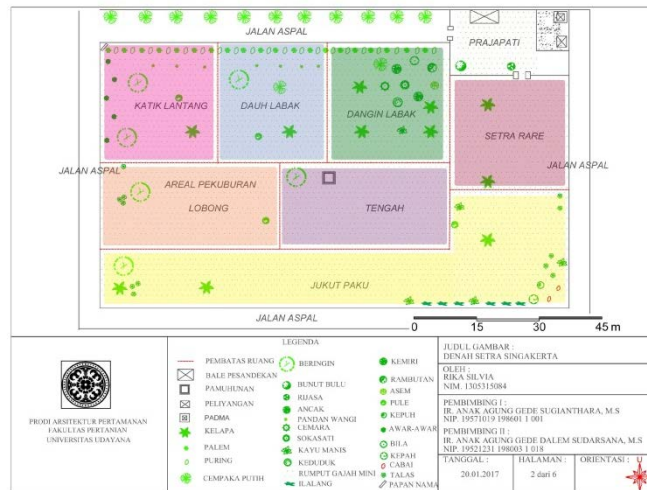 JALAN ASPAL
PRAJAPATI
KATIK LANTANG
DAUH LABAK
DANGIN LABAK
SETRA RARE
JALAN ASPAL
JALAN ASPAL
AREAL PEKUBURAN
LOBONG
TENGAH
JUKUT PAKU
JALAN ASPAL
0 15 30 45 m
PRODI ARSITEKTUR PERTAMANAN
FAKULTAS PERTANIAN
UNIVERSITAS UDAYANA
LEGENDA
PEMBATAS RUANG
BALE PESANDEKAN
PAMUHUNAN
PELIYANGAN
PADMA
KELAPA
PALEM
PURING
CEMPAKA PUTIH
BERINGIN
BUNUT BULU
RIJASA
ANCAK
PANDAN WANGI
CEMARA
SOKASATI
KAYU MANIS
KEDUDUK
RUMPUT GAJAH MINI
ILALANG
KEMIRI
RAMBUTAN
ASEM
PULE
KEPUH
AWAR-AWAR
BILA
KEPAH
CABAI
TALAS
PAPAN NAMA
JUDUL GAMBAR :
DENAH SETRA SINGAKERTA
OLEH :
RIKA SILVIA
NIM. 1305315084
PEMBIMBING I :
IR. ANAK AGUNG GEDE SUGIANTHARA, M.S
NIP. 19571019 198601 1 001
PEMBIMBING II :
IR. ANAK AGUNG GEDE DALEM SUDARSANA, M.S
NIP. 19521231 198003 1 018
TANGGAL :
20.01.2017
HALAMAN :
2 dari 6
ORIENTASI : U